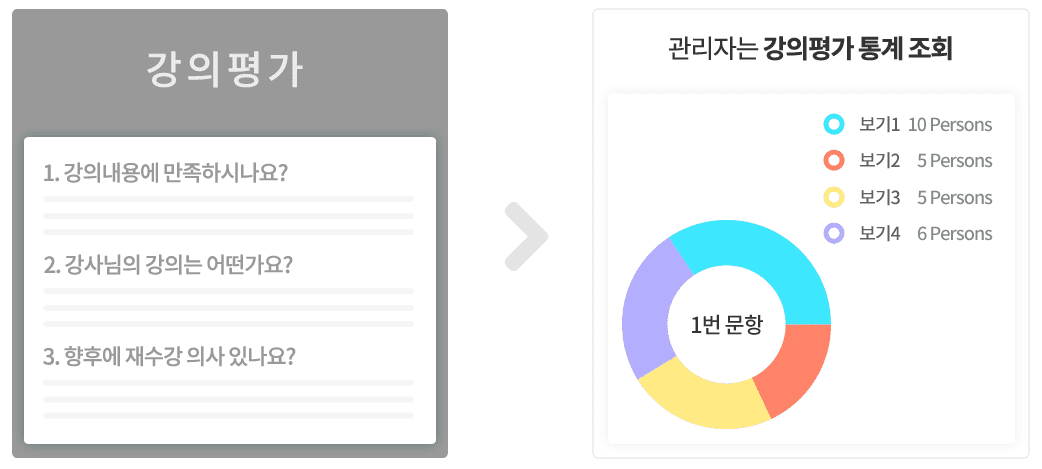 강의평가
1. 강의내용에 만족하시나요?
2. 강사님의 강의는 어떤가요?
3. 향후에 재수강 의사 있나요?
관리자는 강의평가 통계 조회
보기1 10 Persons
보기2 5 Persons
보기3 5 Persons
보기4 6 Persons
1번 문항